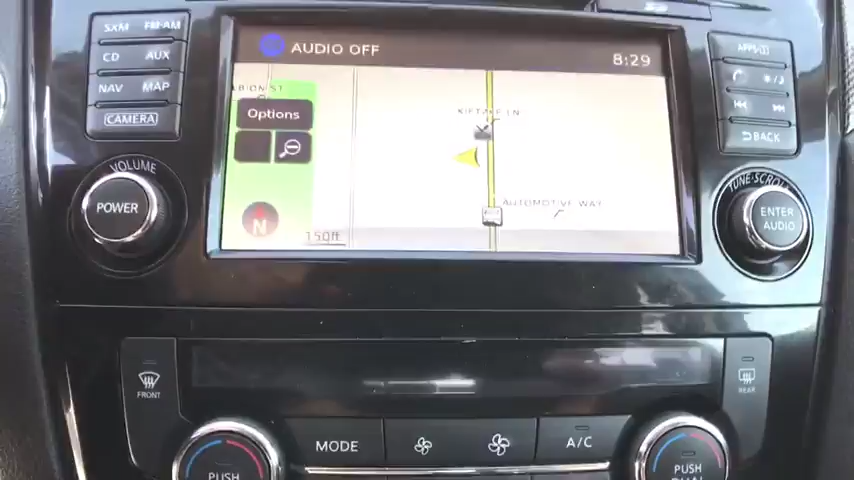 SXM FM·AM
CD AUX
NAV MAP
CAMERA
VOLUME
POWER
AUDIO OFF
8:29
Options
AUTOMOTIVE WAY
N
150ft
BACK
TUNE·SCROLL
ENTER
AUDIO
FRONT
REAR
MODE
A/C
PUSH
PUSH